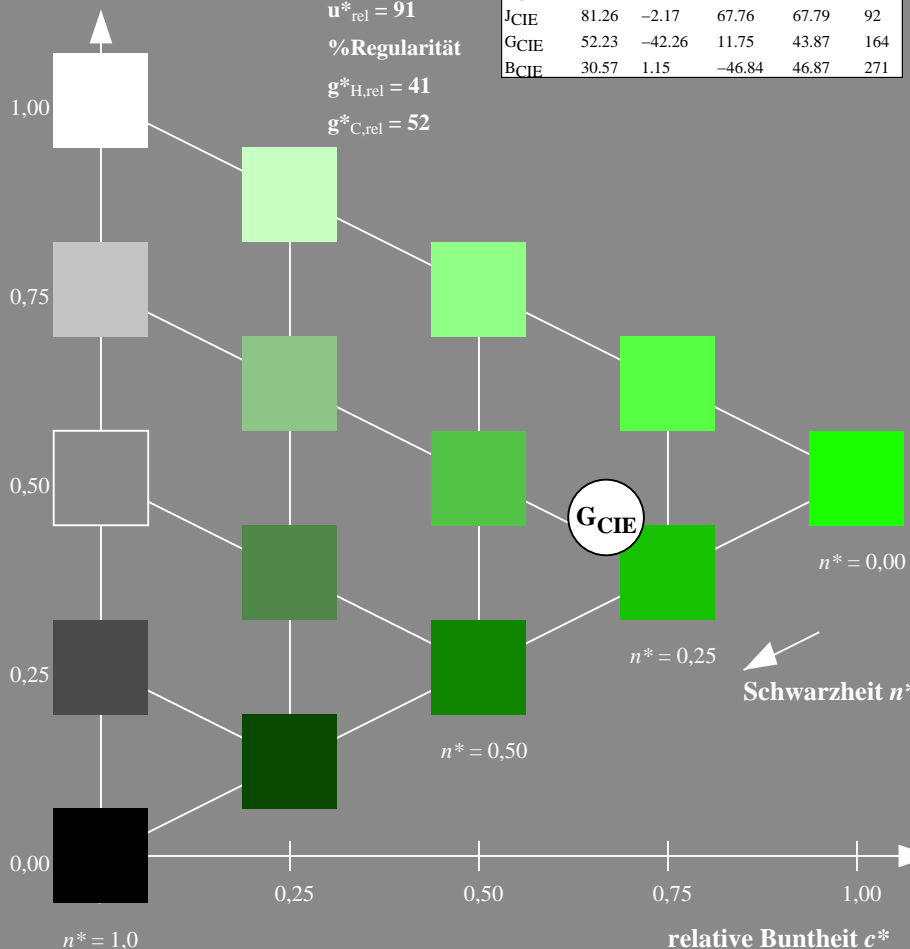 u*rel = 91
%Regularität
g*H,rel = 41
g*C,rel = 52
JCIE 81.26 −2.17 67.76 67.79 92
GCIE 52.23 −42.26 11.75 43.87 164
BCIE 30.57 1.15 −46.84 46.87 271
1,00
0,75
0,50
GCIE
n* = 0,00
n* = 0,25
0,25
Schwarzheit n*
n* = 0,50
0,00
0,25 0,50 0,75 1,00
n* = 1,0
relative Buntheit c*